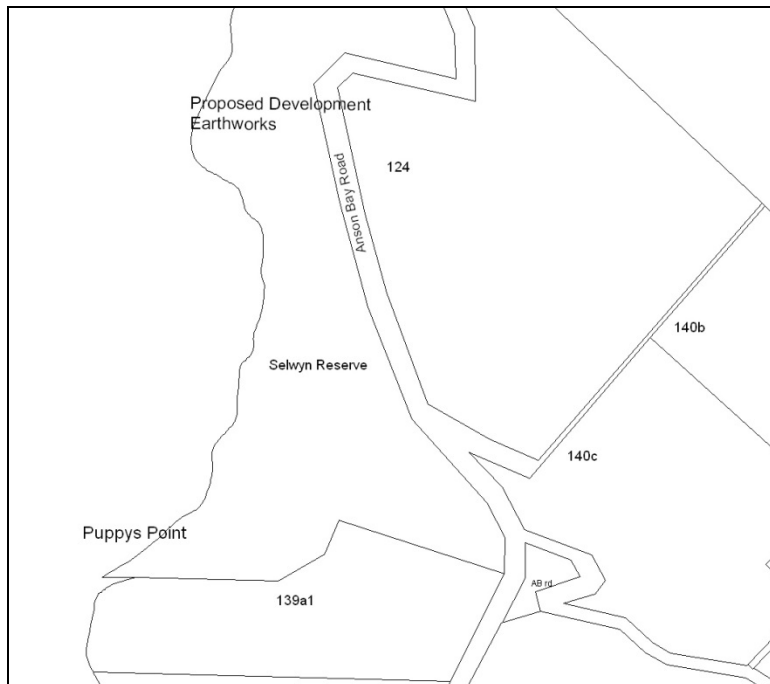 Proposed Development
Earthworks
124
Anson Bay Road
140b
Selwyn Reserve
140c
Puppys Point
AB rd
139a1